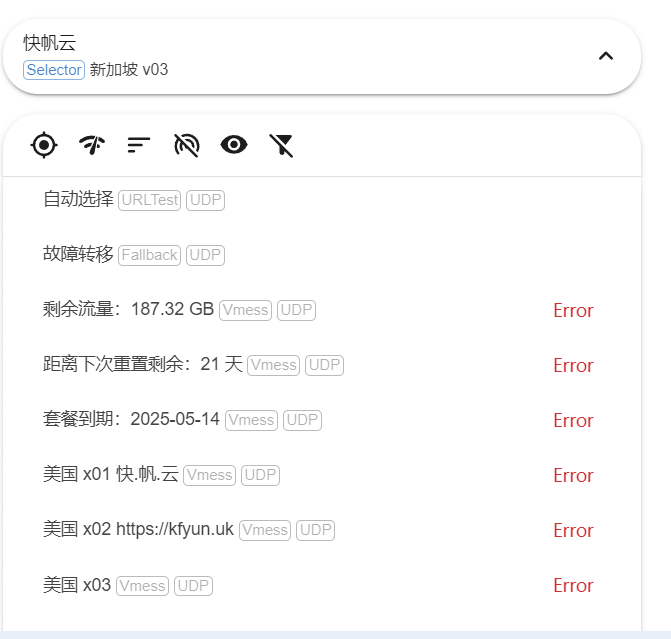 快帆云
Selector 新加坡 v03
自动选择 URLTest UDP
故障转移 Fallback UDP
剩余流量：187.32 GB Vmess UDP Error
距离下次重置剩余：21 天 Vmess UDP Error
套餐到期：2025-05-14 Vmess UDP Error
美国 x01 快.帆.云 Vmess UDP Error
美国 x02 https://kfyun.uk Vmess UDP Error
美国 x03 Vmess UDP Error